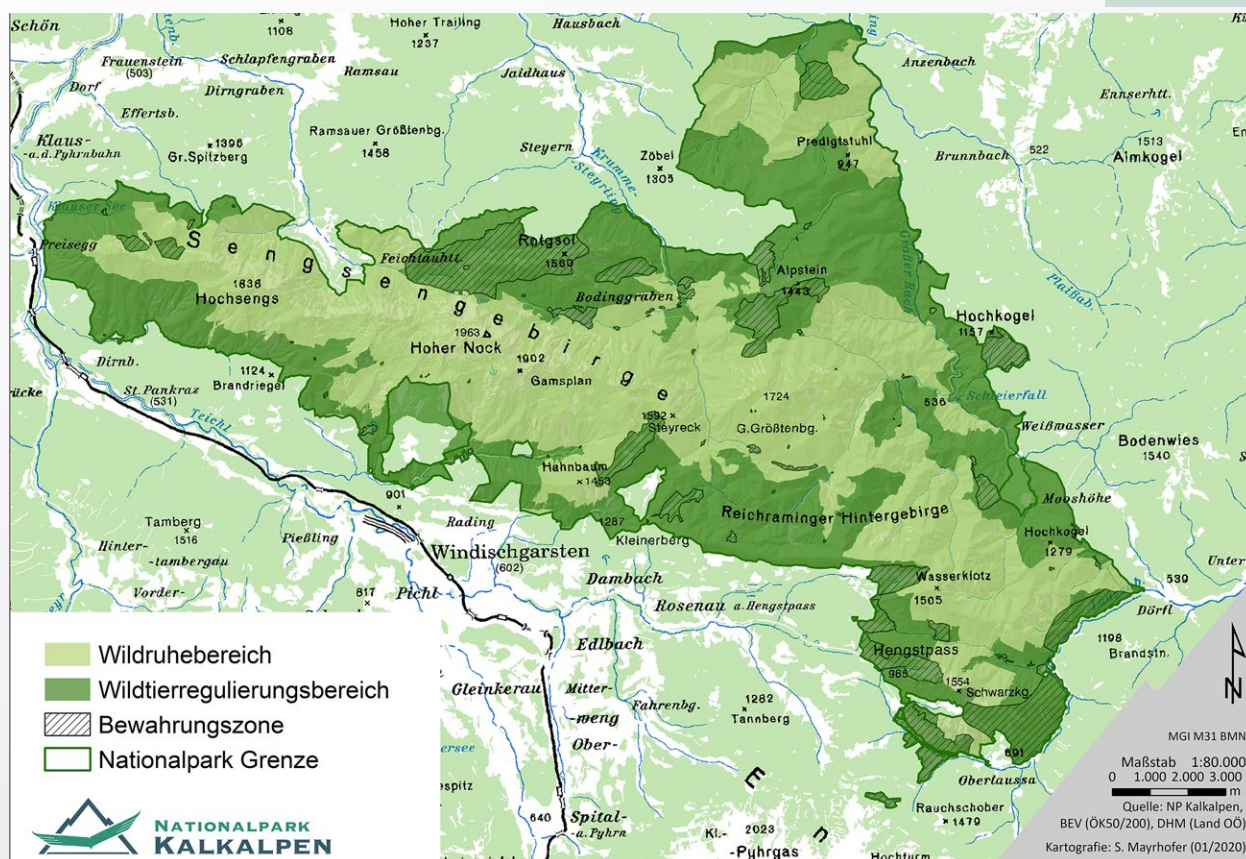 Schön
1108
Hoher Trailing
1237
Hausbach
Frauenstein
(503)
Schlapfengraben
Ramsau
Jaidhaus
Anzenbach
Dorf
Dirngraben
Ennserhtt.
Effertsb.
Klaus-
-a.d.Pyhrnbahn
1396
Gr.Spitzberg
Ramsauer Größtenbg.
1458
Steyern
Krumme-
Steyrling
Zöbel
1305
Predigtstuhl
947
Brunnbach
522
1513
Almkogel
Klauser See
Preisegg
Sengsengebirge
Feichtauhtt.
Rotgsol
1560
Bodinggraben
Alpstein
1443
Plaißab.
1838
Hochsengs
1963
Hoher Nock
1902
Gamsplan
Hochkogel
1157
Dirnb.
1124
Brandriegel
rücke
St. Pankraz
(531)
Teichl
1592
Steyreck
1724
G.Größtenbg.
536
Schleierfall
Weißwasser
Bodenwies
1540
Hahnbaum
1453
901
Mooshöhe
Reichraminger Hintergebirge
Tamberg
1516
Rading
1287
Kleinerberg
Hochkogel
1279
Hinter-
-tambergau
Pießling
Windischgarsten
(602)
Unter
Vorder-
817
Pichl
Dambach
Wasserklotz
1505
539
Dörfl
Rosenau a.Hengstpass
Edlbach
1198
Brandstn.
Hengstpass
985
1554
Schwarzkg.
Gleinkerau
Mitter-
-weng
Ober-
Fahrenbg.
1282
Tannberg
691
Oberlaussa
Rauchschober
1479
640
Spital-
-a.Pyhrn
Kl.-
2023
-Pyhrgas
Hochturm
E
n
Wildruhebereich
Wildtierregulierungsbereich
Bewahrungszone
Nationalpark Grenze
NATIONALPARK
KALKALPEN
N
MGI M31 BMN
Maßstab 1:80.000
0 1.000 2.000 3.000
m
Quelle: NP Kalkalpen,
BEV (ÖK50/200), DHM (Land OÖ)
Kartografie: S. Mayrhofer (01/2020)